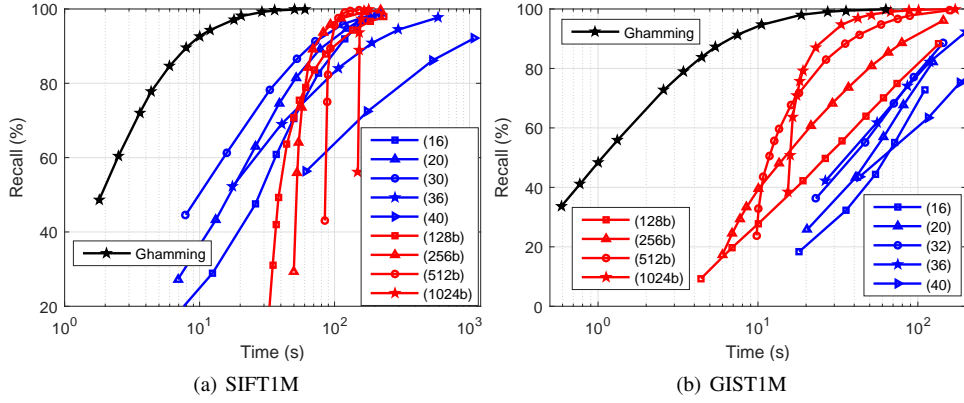 100
80
60
40
20
Recall (%)
10^0
10^1
10^2
10^3
Time (s)
Ghamming
(16)
(20)
(30)
(36)
(40)
(128b)
(256b)
(512b)
(1024b)
(a) SIFT1M
100
80
60
40
20
0
Recall (%)
10^0
10^1
10^2
Time (s)
Ghamming
(128b)
(256b)
(512b)
(1024b)
(16)
(20)
(32)
(36)
(40)
(b) GIST1M